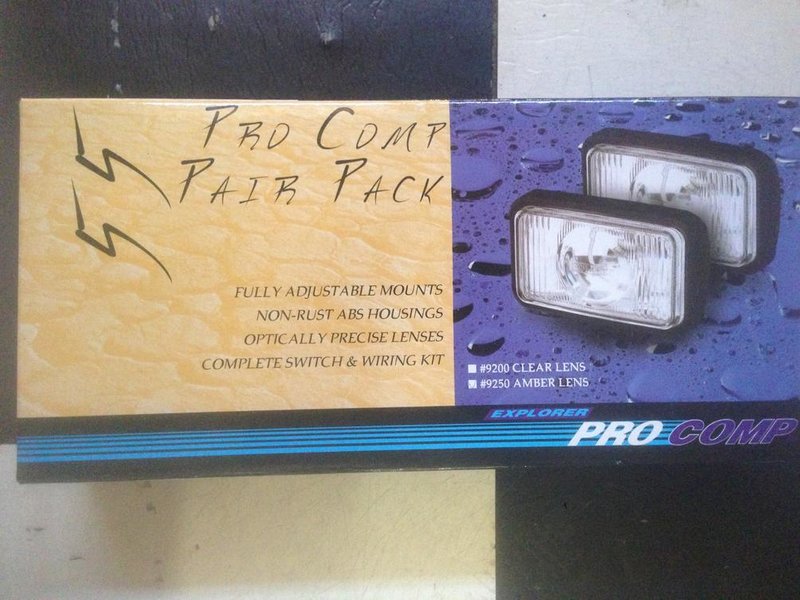 55
PRO COMP
PAIR PACK
FULLY ADJUSTABLE MOUNTS
NON-RUST ABS HOUSINGS
OPTICALLY PRECISE LENSES
COMPLETE SWITCH & WIRING KIT
#9200 CLEAR LENS
#9250 AMBER LENS
EXPLORER
PRO COMP